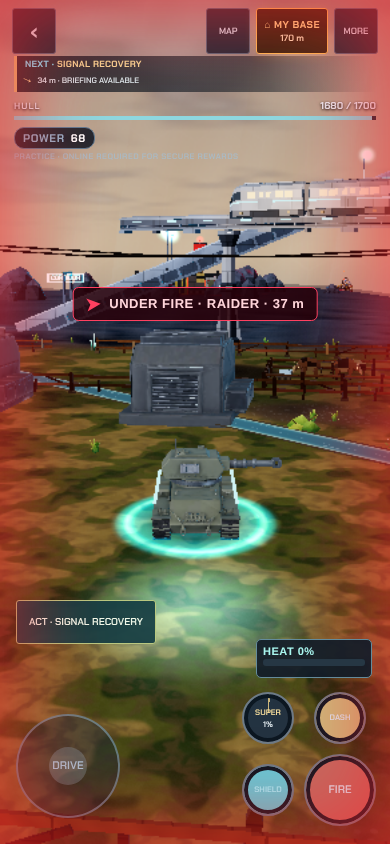 ‹
MAP
⌂ MY BASE
170 m
MORE
NEXT · SIGNAL RECOVERY
34 m · BRIEFING AVAILABLE
HULL
1680 / 1700
POWER 68
➤ UNDER FIRE · RAIDER · 37 m
ACT · SIGNAL RECOVERY
HEAT 0%
SUPER
1%
DASH
DRIVE
SHIELD
FIRE